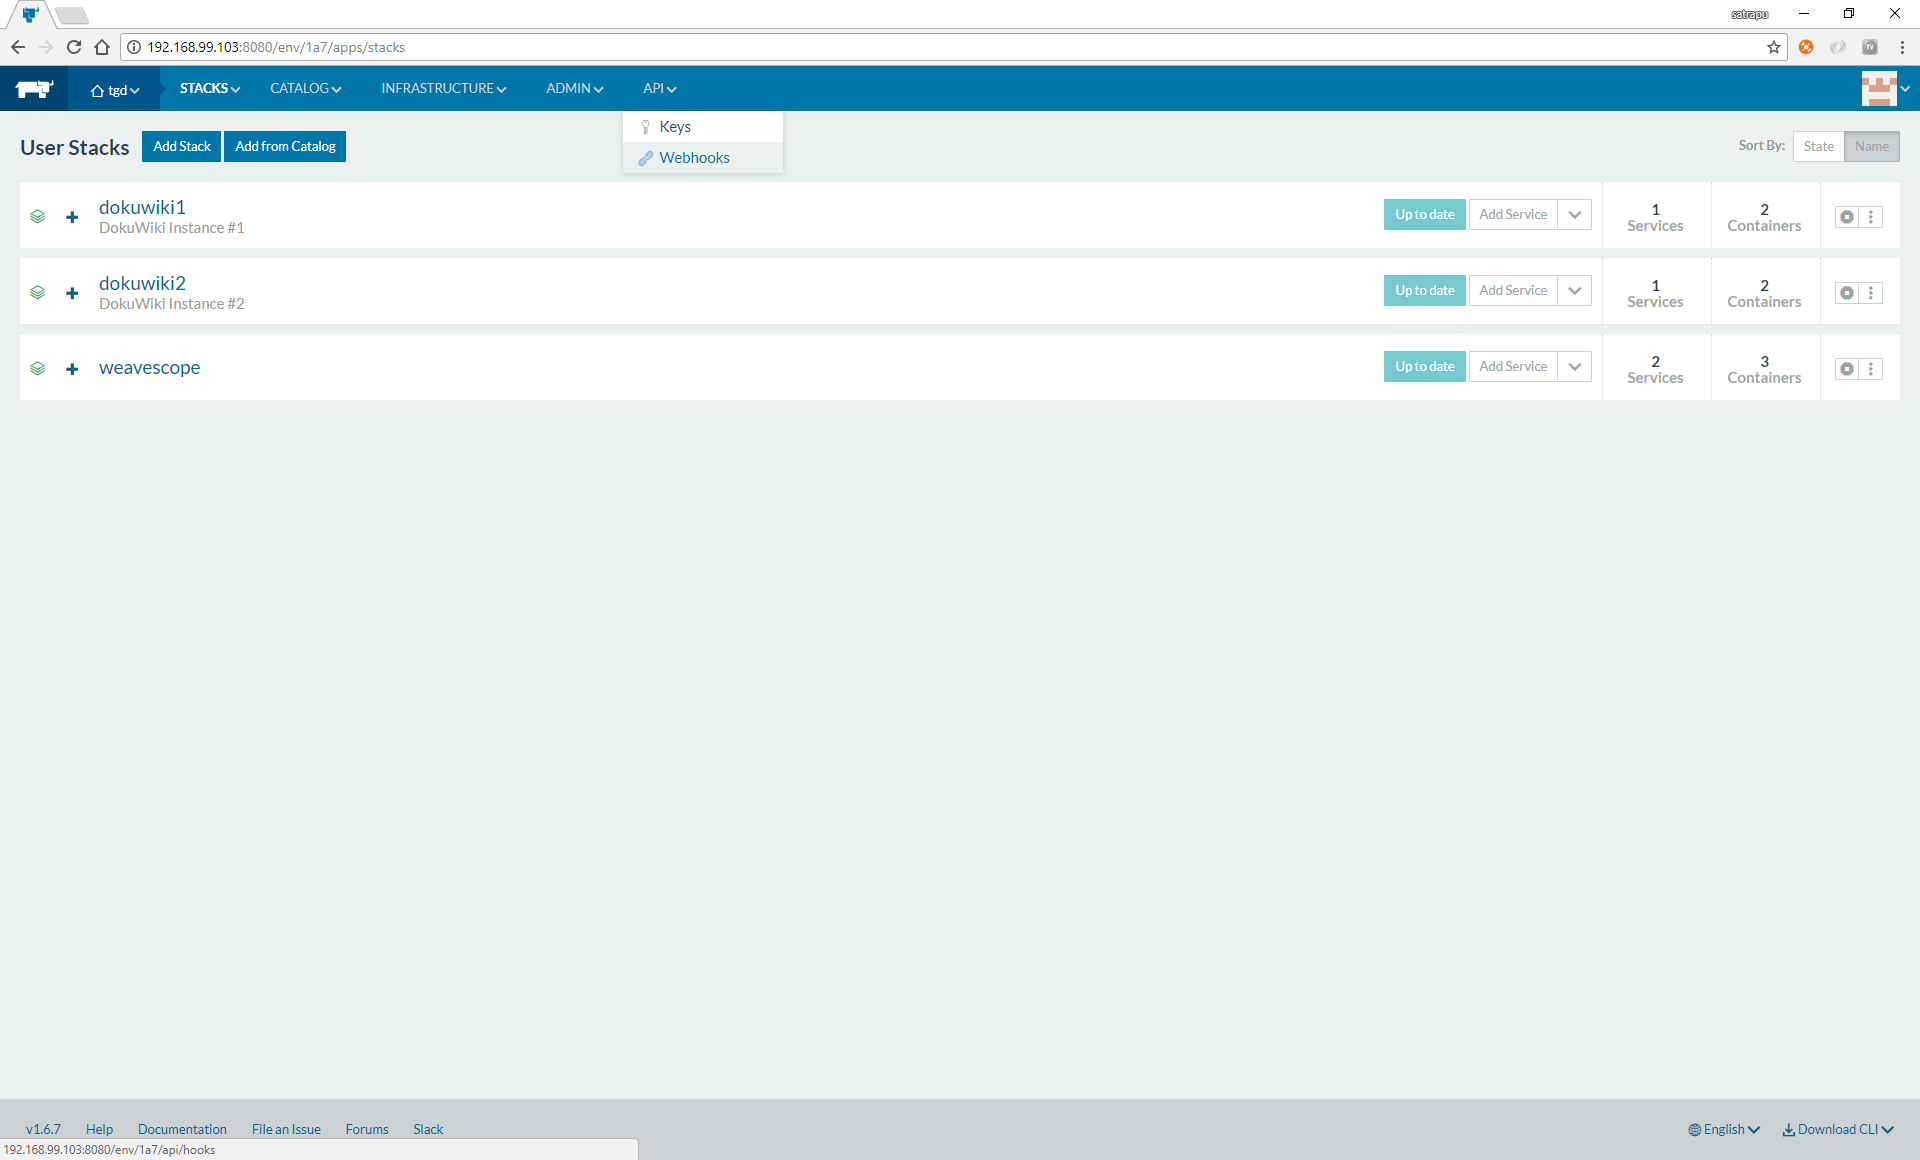 satrapu
192.168.99.103:8080/env/1a7/apps/stacks
TV
tgd STACKS CATALOG INFRASTRUCTURE ADMIN API
Keys
Webhooks
User Stacks Add Stack Add from Catalog Sort By: State Name
dokuwiki1
DokuWiki Instance #1
Up to date Add Service 1 Services 2 Containers
dokuwiki2
DokuWiki Instance #2
Up to date Add Service 1 Services 2 Containers
weavescope
Up to date Add Service 2 Services 3 Containers
v1.6.7 Help Documentation File an Issue Forums Slack English Download CLI
192.168.99.103:8080/env/1a7/api/hooks